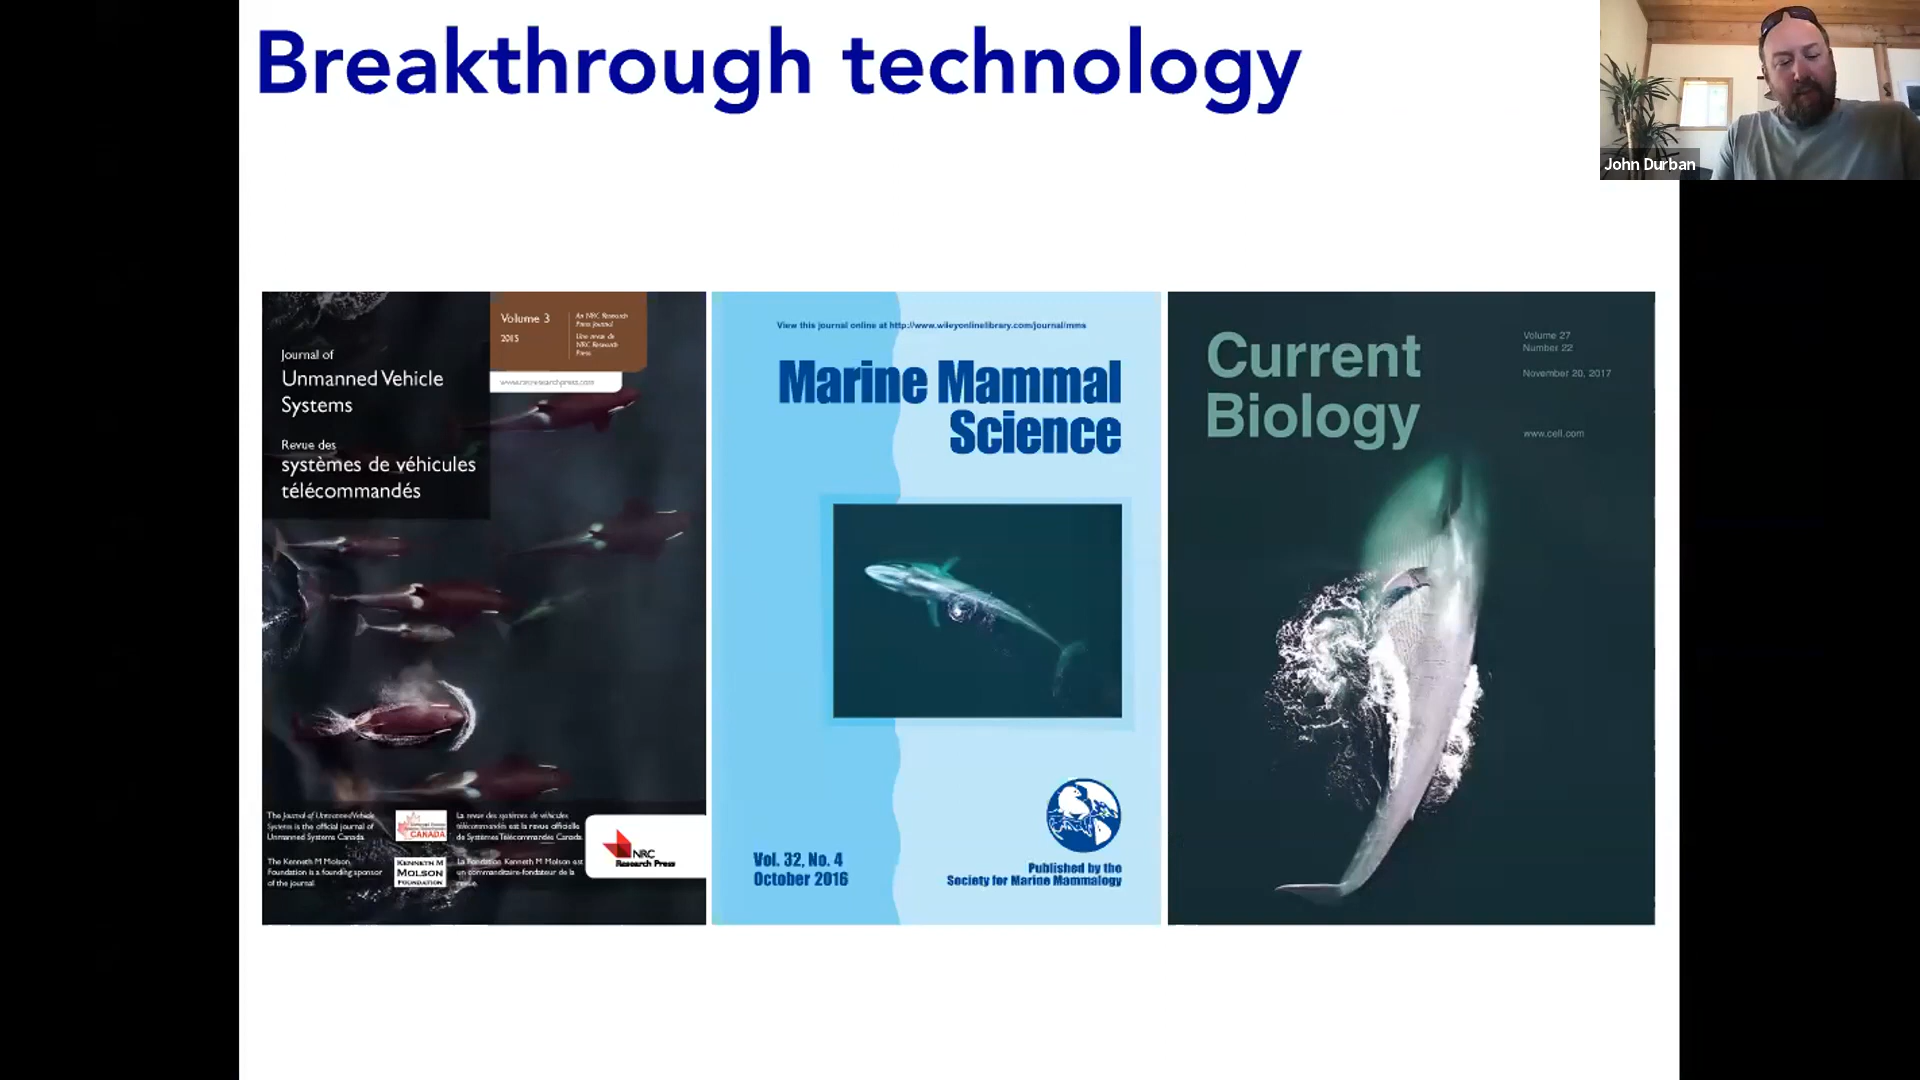 Breakthrough technology
John Durban
Volume 3
2015
An NRC Research
Press Journal
Une revue de
NRC Research
Press
www.nrcresearchpress.com
Journal of
Unmanned Vehicle
Systems
Revue des
systèmes de véhicules
télécommandés
The Journal of Unmanned Vehicle
Systems is the official journal of
Unmanned Systems Canada.
The Kenneth M Molson
Foundation is a founding sponsor
of the journal.
CANADA
KENNETH M
MOLSON
FOUNDATION
La revue des systèmes de véhicules
télécommandés est la revue officielle
de Systèmes Télécommandés Canada.
La Fondation Kenneth M Molson est
un commanditaire-fondateur de la
revue.
NRC
Research Press
View this journal online at http://www.wileyonlinelibrary.com/journal/mms
Marine Mammal
Science
Vol. 32, No. 4
October 2016
Published by the
Society for Marine Mammalogy
Current
Biology
Volume 27
Number 22
November 20, 2017
www.cell.com